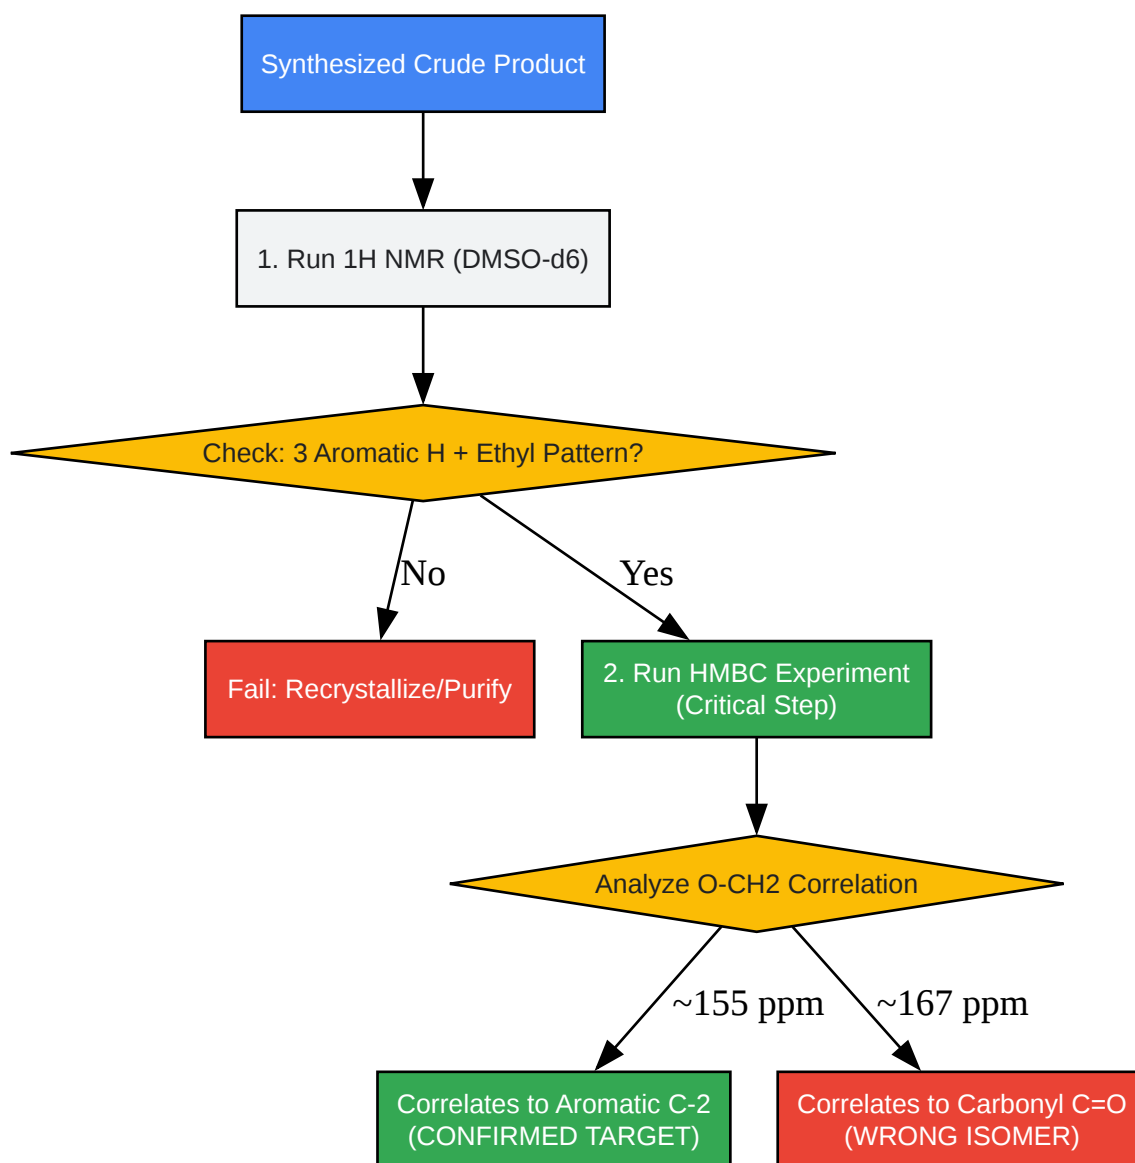 Synthesized Crude Product
1. Run 1H NMR (DMSO-d6)
Check: 3 Aromatic H + Ethyl Pattern?
No
Yes
Fail: Recrystallize/Purify
2. Run HMBC Experiment
(Critical Step)
Analyze O-CH2 Correlation
~155 ppm
~167 ppm
Correlates to Aromatic C-2
(CONFIRMED TARGET)
Correlates to Carbonyl C=O
(WRONG ISOMER)